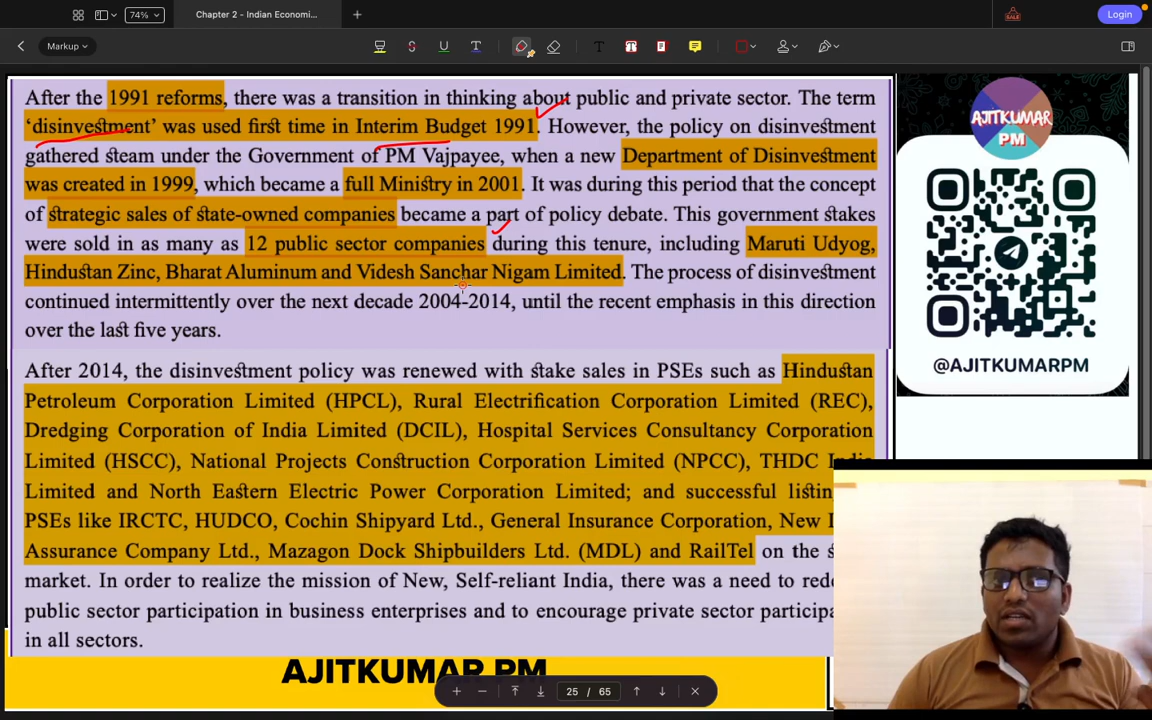 74%
Chapter 2 - Indian Economi...
SALE
Login
Markup
After the 1991 reforms, there was a transition in thinking about public and private sector. The term
'disinvestment' was used first time in Interim Budget 1991. However, the policy on disinvestment
gathered steam under the Government of PM Vajpayee, when a new Department of Disinvestment
was created in 1999, which became a full Ministry in 2001. It was during this period that the concept
of strategic sales of state-owned companies became a part of policy debate. This government stakes
were sold in as many as 12 public sector companies during this tenure, including Maruti Udyog,
Hindustan Zinc, Bharat Aluminum and Videsh Sanchar Nigam Limited. The process of disinvestment
continued intermittently over the next decade 2004-2014, until the recent emphasis in this direction
over the last five years.
After 2014, the disinvestment policy was renewed with stake sales in PSEs such as Hindustan
Petroleum Corporation Limited (HPCL), Rural Electrification Corporation Limited (REC),
Dredging Corporation of India Limited (DCIL), Hospital Services Consultancy Corporation
Limited (HSCC), National Projects Construction Corporation Limited (NPCC), THDC India
Limited and North Eastern Electric Power Corporation Limited; and successful listin
PSEs like IRCTC, HUDCO, Cochin Shipyard Ltd., General Insurance Corporation, New
Assurance Company Ltd., Mazagon Dock Shipbuilders Ltd. (MDL) and RailTel on the
market. In order to realize the mission of New, Self-reliant India, there was a need to rede
public sector participation in business enterprises and to encourage private sector participa
in all sectors.
AJITKUMAR
PM
@AJITKUMARPM
AJITKUMAR PM
25 / 65